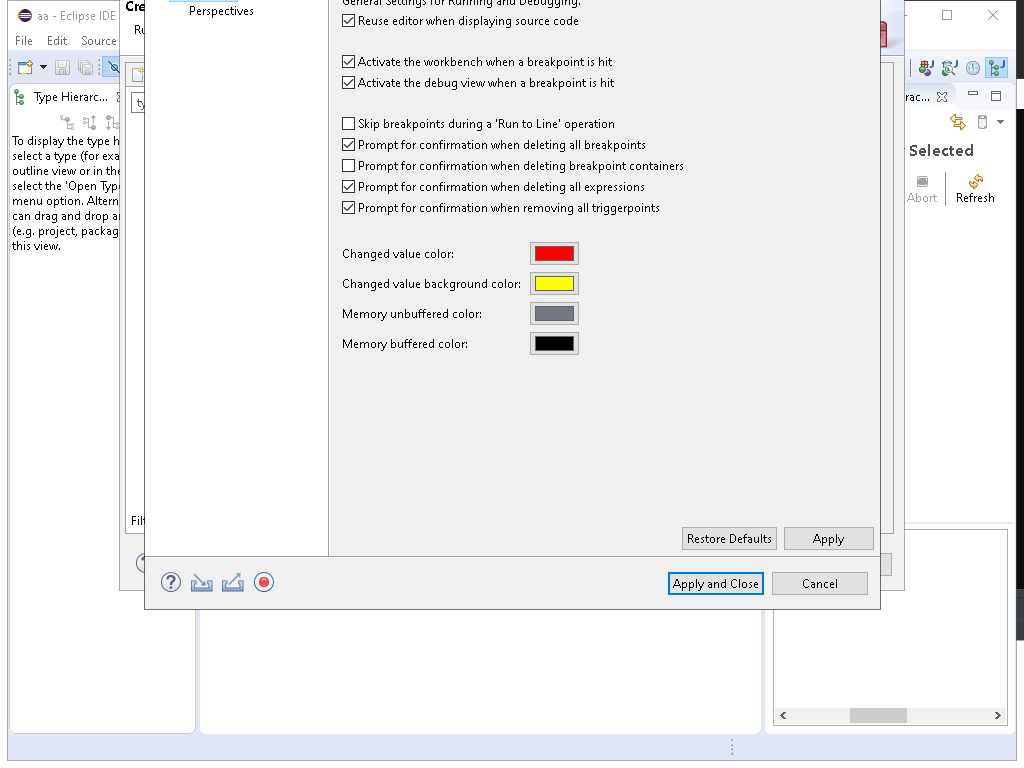 aa - Eclipse IDE
Cre
Perspectives
General Settings for Running and Debugging.
Ru
Reuse editor when displaying source code
File Edit Source
Activate the workbench when a breakpoint is hit
Activate the debug view when a breakpoint is hit
Type Hierarc...
rac...
ty
Skip breakpoints during a 'Run to Line' operation
Prompt for confirmation when deleting all breakpoints
Prompt for confirmation when deleting breakpoint containers
Prompt for confirmation when deleting all expressions
Prompt for confirmation when removing all triggerpoints
To display the type h
select a type (for exa
outline view or in the
select the 'Open Typ
menu option. Altern
can drag and drop a
(e.g. project, packag
this view.
Selected
Abort
Refresh
Changed value color:
Changed value background color:
Memory unbuffered color:
Memory buffered color:
Filt
Restore Defaults
Apply
Apply and Close
Cancel